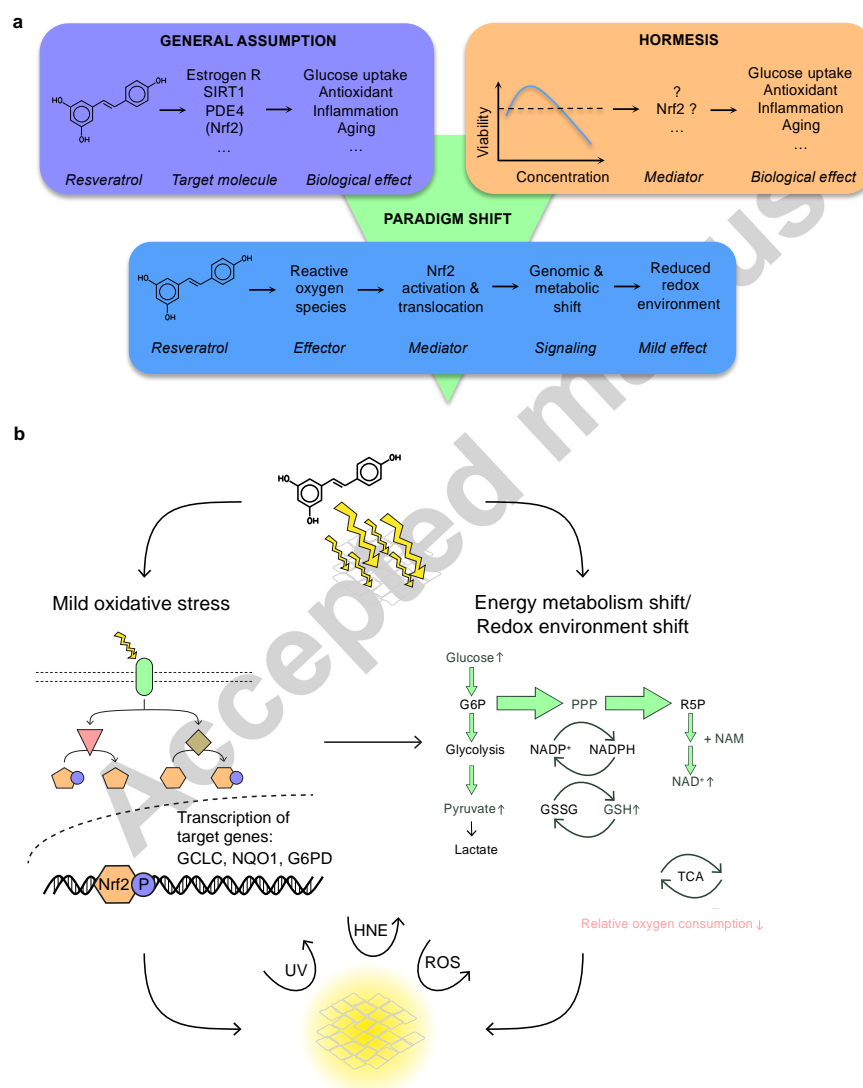 a
GENERAL ASSUMPTION
OH
HO
OH
Estrogen R
SIRT1
PDE4
(Nrf2)
...
Glucose uptake
Antioxidant
Inflammation
Aging
...
Resveratrol
Target molecule
Biological effect
HORMESIS
Viability
Concentration
?
Nrf2 ?
...
Mediator
Glucose uptake
Antioxidant
Inflammation
Aging
...
Biological effect
PARADIGM SHIFT
OH
HO
OH
Resveratrol
Reactive
oxygen
species
Effector
Nrf2
activation &
translocation
Mediator
Genomic &
metabolic
shift
Signaling
Reduced
redox
environment
Mild effect
b
OH
HO
OH
Mild oxidative stress
Energy metabolism shift/
Redox environment shift
Glucose ↑
G6P
PPP
R5P
Glycolysis
NADP+
NADPH
+ NAM
NAD+ ↑
Pyruvate ↑
GSSG
GSH ↑
Lactate
Transcription of
target genes:
GCLC, NQO1, G6PD
Nrf2
P
TCA
Relative oxygen consumption ↓
UV
HNE
ROS
Accepted manus